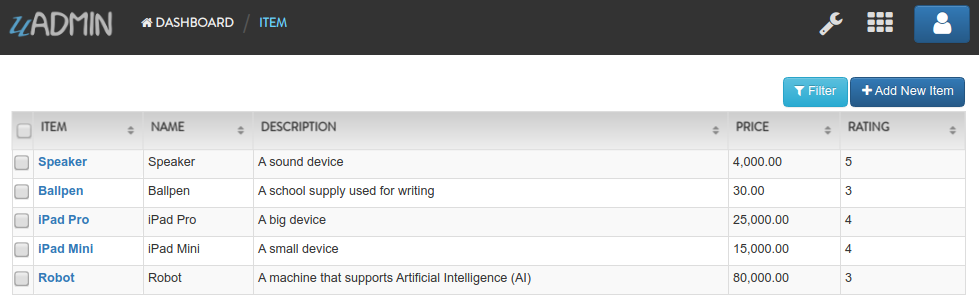 uADMIN DASHBOARD / ITEM
Filter Add New Item
ITEM NAME DESCRIPTION PRICE RATING
Speaker Speaker A sound device 4,000.00 5
Ballpen Ballpen A school supply used for writing 30.00 3
iPad Pro iPad Pro A big device 25,000.00 4
iPad Mini iPad Mini A small device 15,000.00 4
Robot Robot A machine that supports Artificial Intelligence (AI) 80,000.00 3